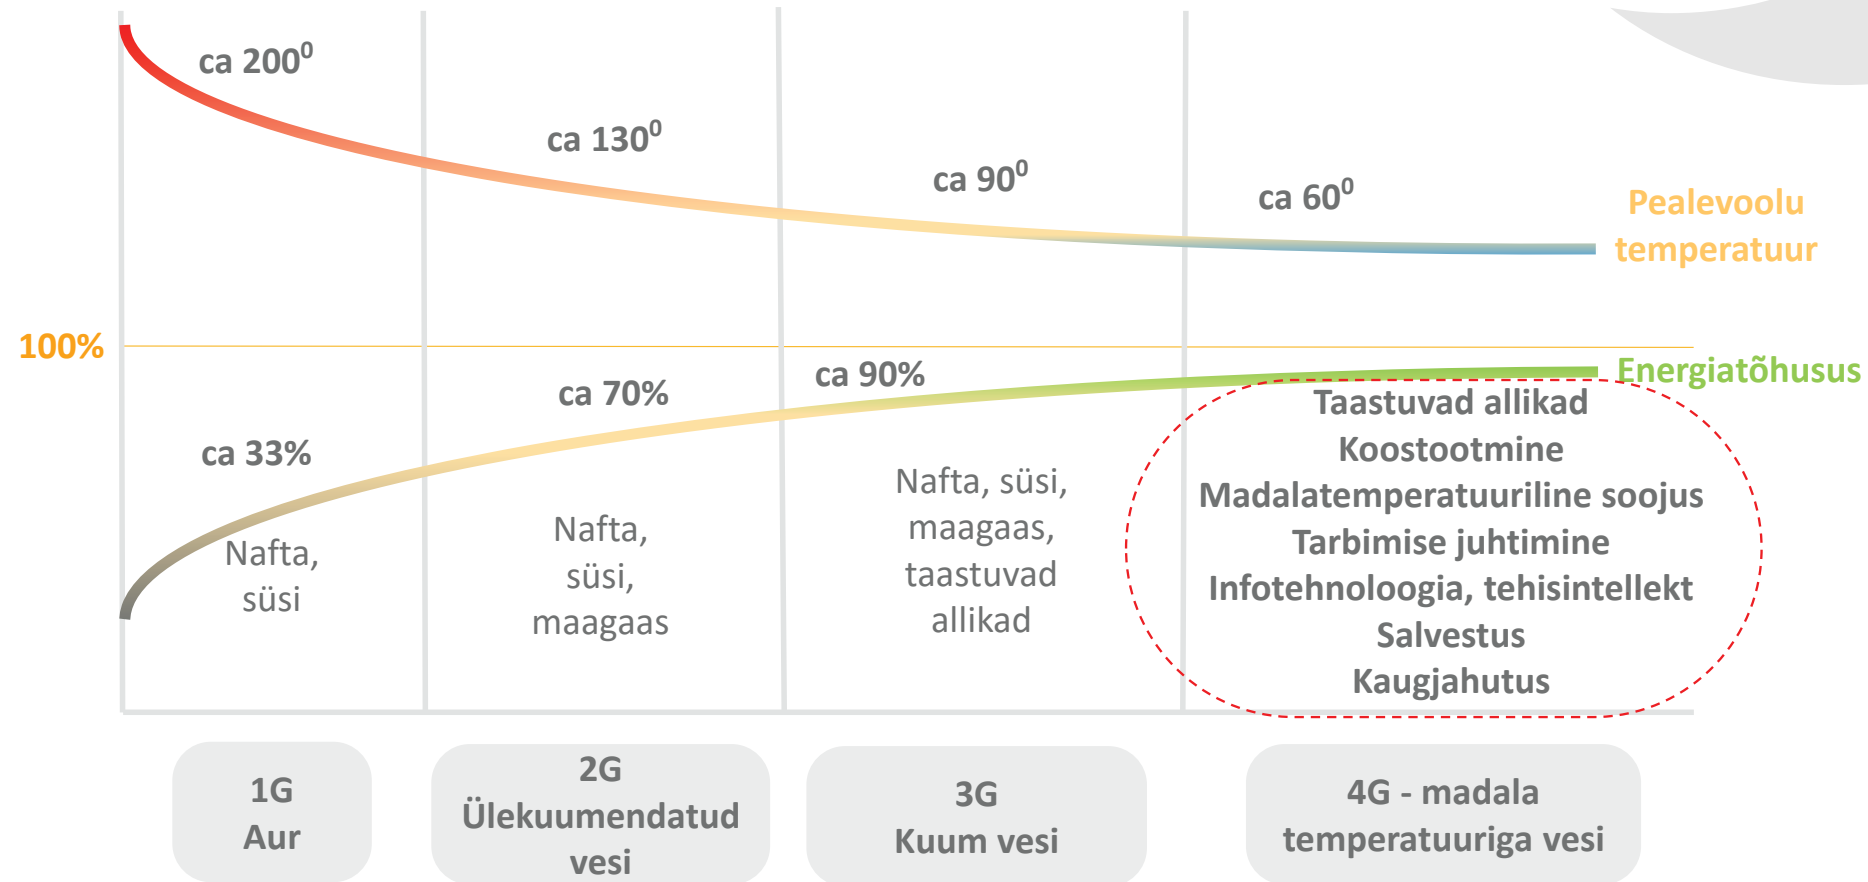 ca 200⁰
ca 130⁰
ca 90⁰
ca 60⁰
Pealevoolu
temperatuur
100%
ca 33%
ca 70%
ca 90%
Energiatõhusus
Nafta,
süsi
Nafta,
süsi,
maagaas
Nafta, süsi,
maagaas,
taastuvad
allikad
Taastuvad allikad
Koostootmine
Madalatemperatuuriline soojus
Tarbimise juhtimine
Infotehnoloogia, tehisintellekt
Salvestus
Kaugjahutus
1G
Aur
2G
Ülekuumendatud
vesi
3G
Kuum vesi
4G - madala
temperatuuriga vesi